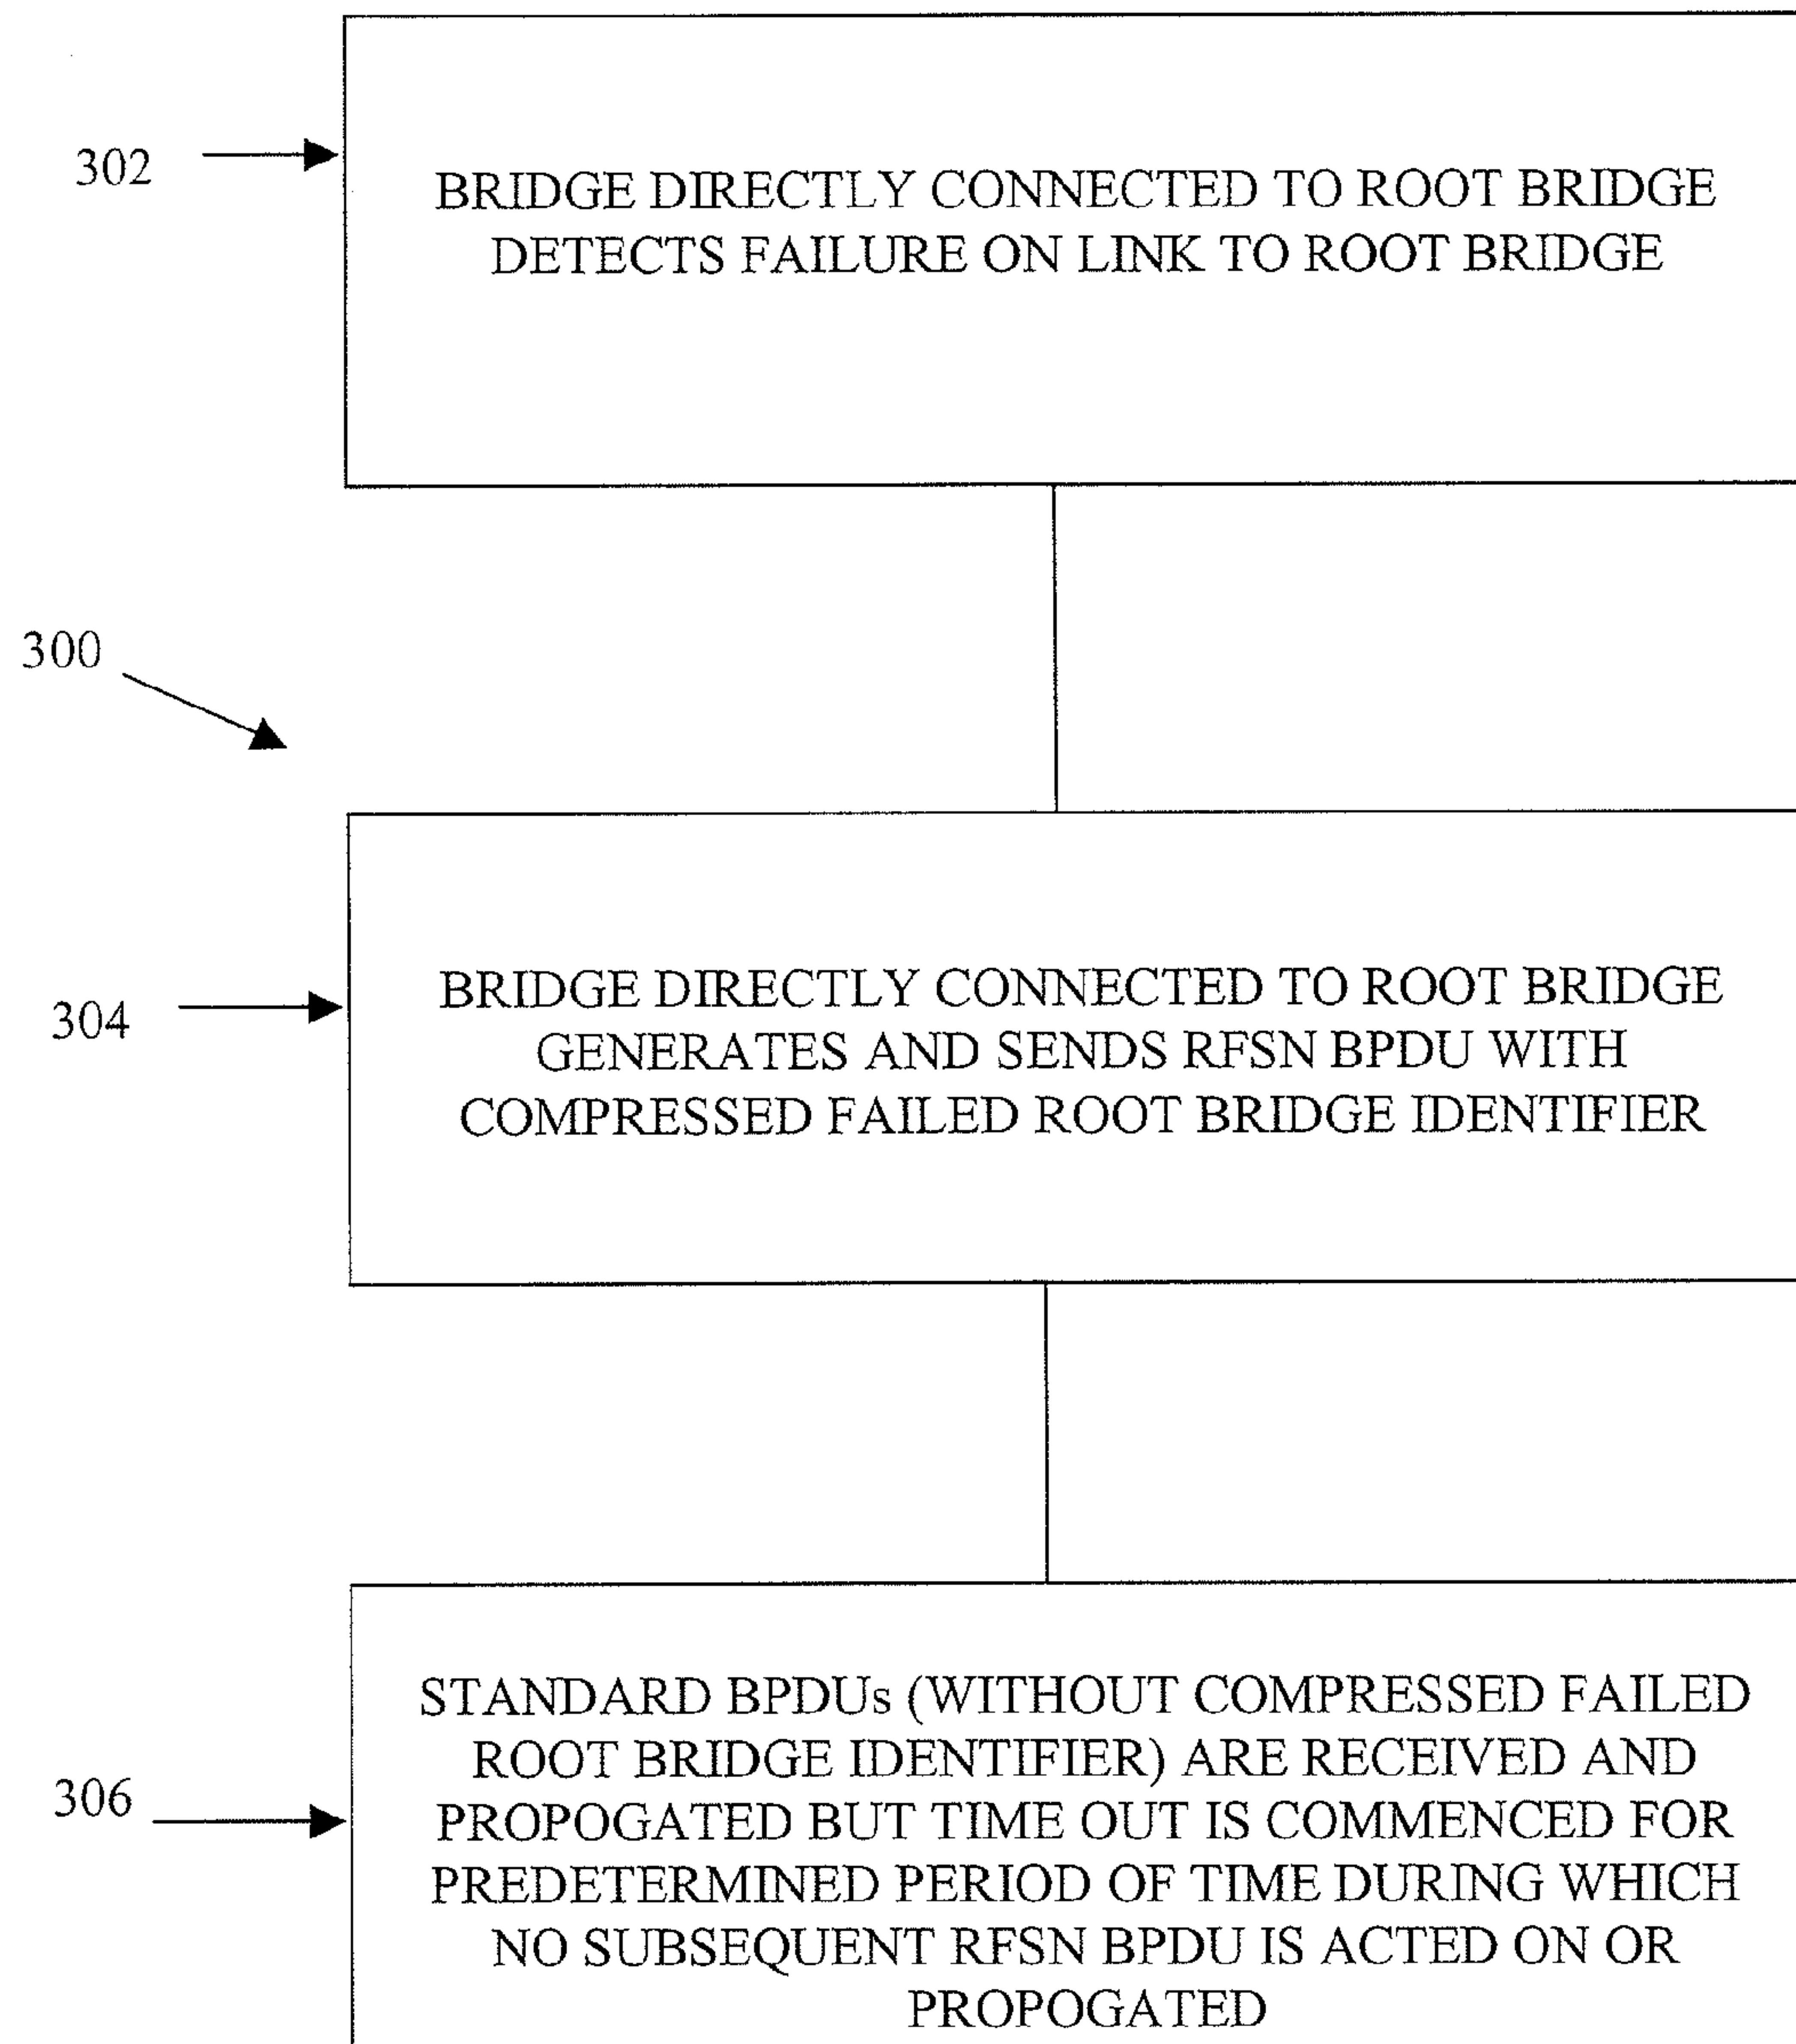 302
BRIDGE DIRECTLY CONNECTED TO ROOT BRIDGE
DETECTS FAILURE ON LINK TO ROOT BRIDGE
300
304
BRIDGE DIRECTLY CONNECTED TO ROOT BRIDGE
GENERATES AND SENDS RFSN BPDU WITH
COMPRESSED FAILED ROOT BRIDGE IDENTIFIER
306
STANDARD BPDUs (WITHOUT COMPRESSED FAILED
ROOT BRIDGE IDENTIFIER) ARE RECEIVED AND
PROPOGATED BUT TIME OUT IS COMMENCED FOR
PREDETERMINED PERIOD OF TIME DURING WHICH
NO SUBSEQUENT RFSN BPDU IS ACTED ON OR
PROPOGATED